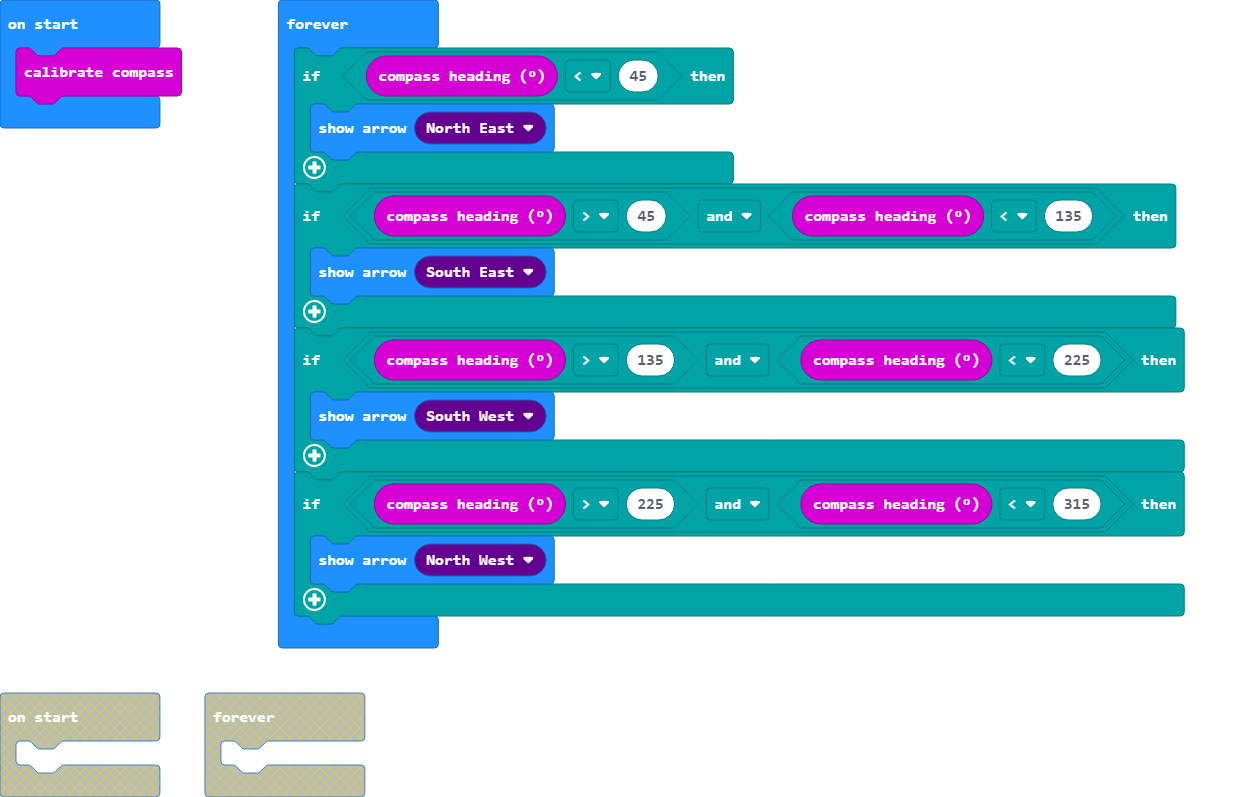 on start
calibrate compass
forever
if compass heading (º) < 45 then
show arrow North East
if compass heading (º) > 45 and compass heading (º) < 135 then
show arrow South East
if compass heading (º) > 135 and compass heading (º) < 225 then
show arrow South West
if compass heading (º) > 225 and compass heading (º) < 315 then
show arrow North West
on start
forever